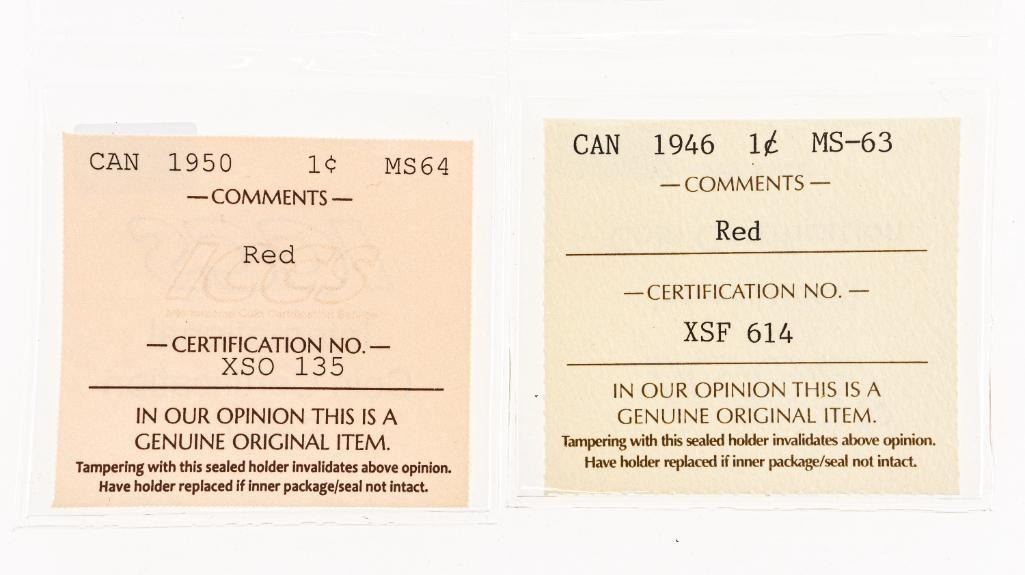 CAN 1950 1¢ MS64
— COMMENTS —
Red
ICCS
— CERTIFICATION NO. —
XSO 135
IN OUR OPINION THIS IS A
GENUINE ORIGINAL ITEM.
Tampering with this sealed holder invalidates above opinion.
Have holder replaced if inner package/seal not intact.
CAN 1946 1¢ MS-63
— COMMENTS —
Red
— CERTIFICATION NO. —
XSF 614
IN OUR OPINION THIS IS A
GENUINE ORIGINAL ITEM.
Tampering with this sealed holder invalidates above opinion.
Have holder replaced if inner package/seal not intact.